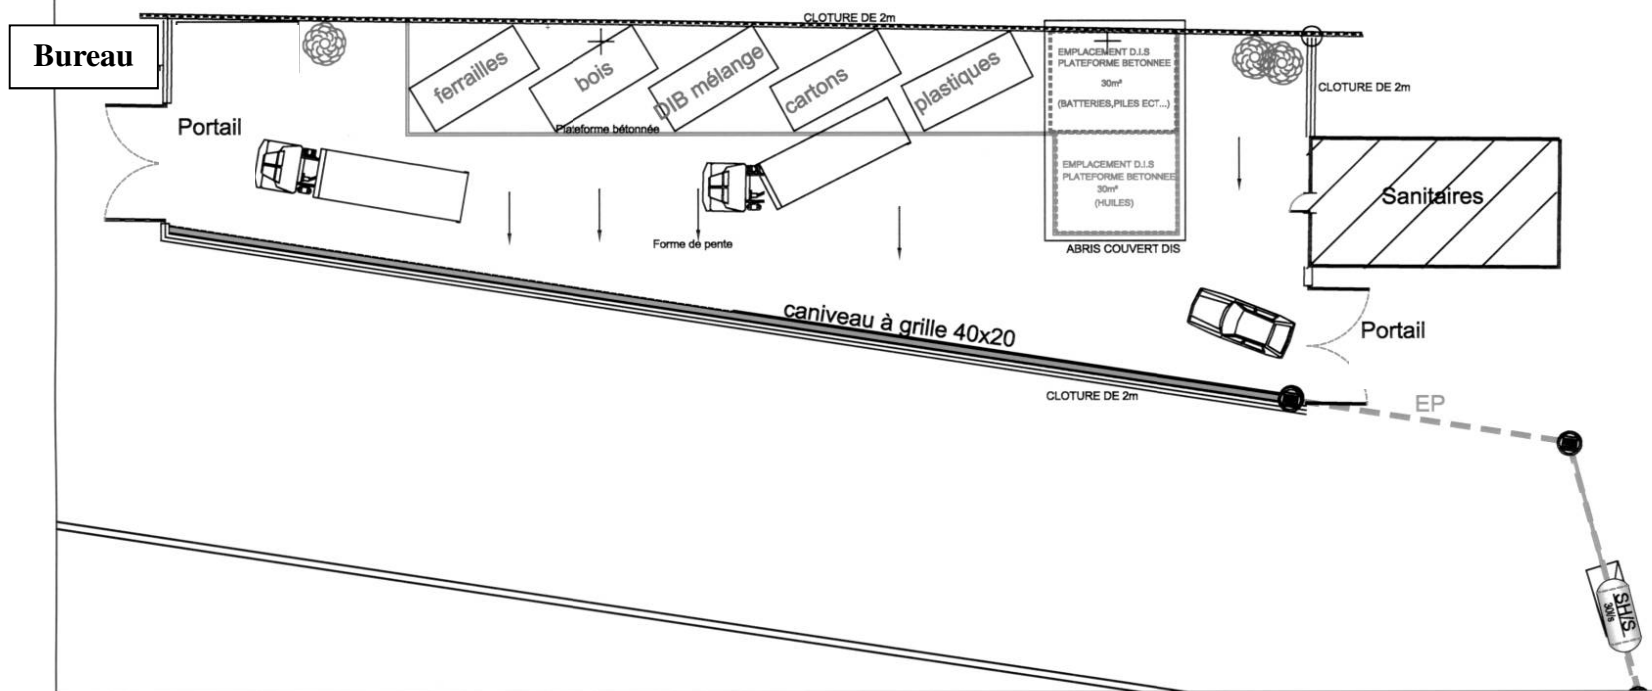 CLOTURE DE 2m
Bureau
ferrailles
bois
DIB mélange
cartons
plastiques
EMPLACEMENT D.I.S
PLATEFORME BETONNEE
30m²
(BATTERIES,PILES ECT...)
CLOTURE DE 2m
Portail
Plateforme bétonnée
EMPLACEMENT D.I.S
PLATEFORME BETONNEE
30m²
(HUILES)
Sanitaires
Forme de pente
ABRIS COUVERT DIS
caniveau à grille 40x20
Portail
CLOTURE DE 2m
EP
SH/S
30l/s